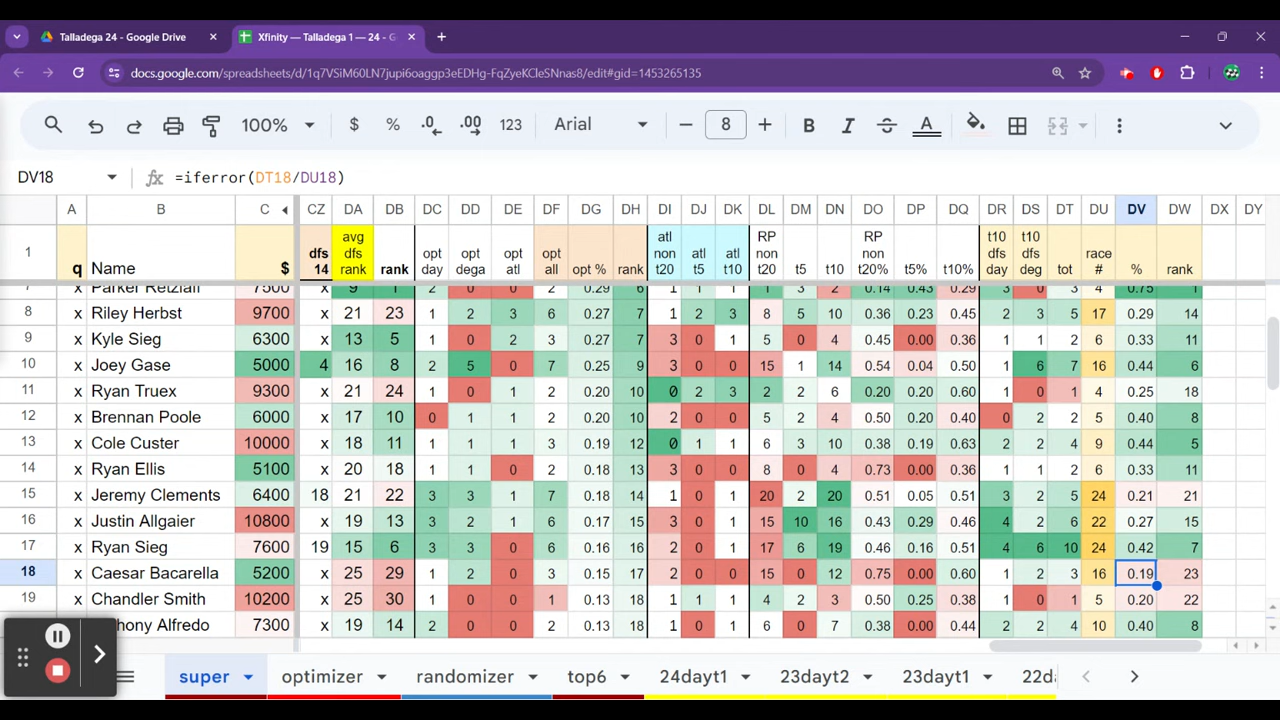 Talladega 24 - Google Drive × Xfinity — Talladega 1 — 24 - G × +
docs.google.com/spreadsheets/d/1q7VSiM60LN7jupi6oaggp3eEDHg-FqZyeKCleSNnas8/edit#gid=1453265135
100% $ % .0 .00 123 Arial − 8 + B I S A
DV18 fx =iferror(DT18/DU18)
A B C CZ DA DB DC DD DE DF DG DH DI DJ DK DL DM DN DO DP DQ DR DS DT DU DV DW DX DY
1 q Name $ dfs 14 avg dfs rank rank opt day opt dega opt atl opt all opt % rank atl non t20 atl t5 atl t10 RP non t20 t5 t10 RP non t20% t5% t10% t10 dfs day t10 dfs deg tot race # % rank
7 x Parker Retzlaff 7500 x 9 1 2 0 0 2 0.29 6 1 1 1 1 3 2 0.14 0.43 0.29 3 0 3 4 0.75 1
8 x Riley Herbst 9700 x 21 23 1 2 3 6 0.27 7 1 2 3 8 5 10 0.36 0.23 0.45 2 3 5 17 0.29 14
9 x Kyle Sieg 6300 x 13 5 1 0 2 3 0.27 7 3 0 1 5 0 4 0.45 0.00 0.36 1 1 2 6 0.33 11
10 x Joey Gase 5000 4 16 8 2 5 0 7 0.25 9 3 0 0 15 1 14 0.54 0.04 0.50 1 6 7 16 0.44 6
11 x Ryan Truex 9300 x 21 24 1 0 1 2 0.20 10 0 2 3 2 2 6 0.20 0.20 0.60 1 0 1 4 0.25 18
12 x Brennan Poole 6000 x 17 10 0 1 1 2 0.20 10 2 0 0 5 2 4 0.50 0.20 0.40 0 2 2 5 0.40 8
13 x Cole Custer 10000 x 18 11 1 1 1 3 0.19 12 0 1 1 6 3 10 0.38 0.19 0.63 2 2 4 9 0.44 5
14 x Ryan Ellis 5100 x 20 18 1 1 0 2 0.18 13 3 0 0 8 0 4 0.73 0.00 0.36 1 1 2 6 0.33 11
15 x Jeremy Clements 6400 18 21 22 3 3 1 7 0.18 14 1 0 1 20 2 20 0.51 0.05 0.51 3 2 5 24 0.21 21
16 x Justin Allgaier 10800 x 19 13 3 2 1 6 0.17 15 3 0 1 15 10 16 0.43 0.29 0.46 4 2 6 22 0.27 15
17 x Ryan Sieg 7600 19 15 6 3 3 0 6 0.16 16 2 0 1 17 6 19 0.46 0.16 0.51 4 6 10 24 0.42 7
18 x Caesar Bacarella 5200 x 25 29 1 2 0 3 0.15 17 2 0 0 15 0 12 0.75 0.00 0.60 1 2 3 16 0.19 23
19 x Chandler Smith 10200 x 25 30 1 0 0 1 0.13 18 1 1 1 4 2 3 0.50 0.25 0.38 1 0 1 5 0.20 22
x hony Alfredo 7300 x 19 14 2 0 0 2 0.13 18 1 0 1 6 0 7 0.38 0.00 0.44 2 2 4 10 0.40 8
super optimizer randomizer top6 24dayt1 23dayt2 23dayt1 22d